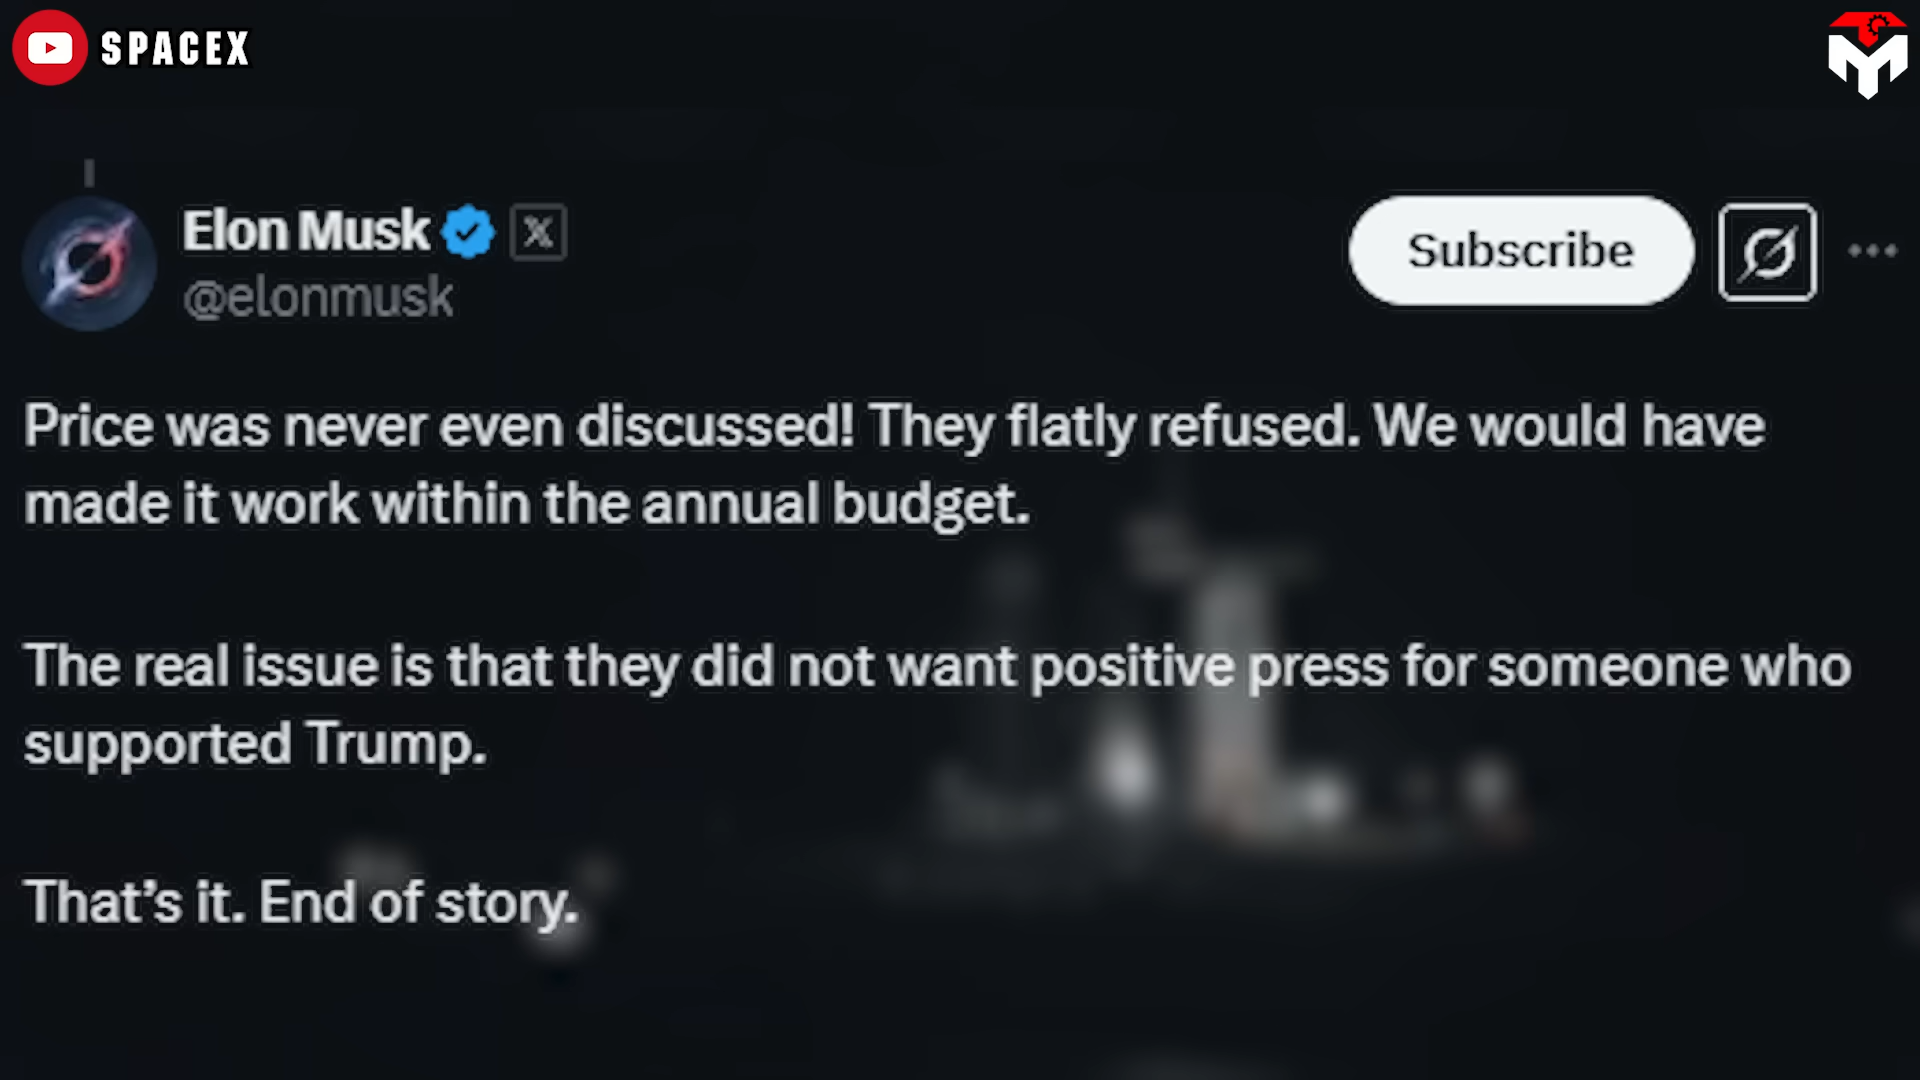 SPACEX
Elon Musk
@elonmusk
Subscribe
Price was never even discussed! They flatly refused. We would have
made it work within the annual budget.
The real issue is that they did not want positive press for someone who
supported Trump.
That’s it. End of story.